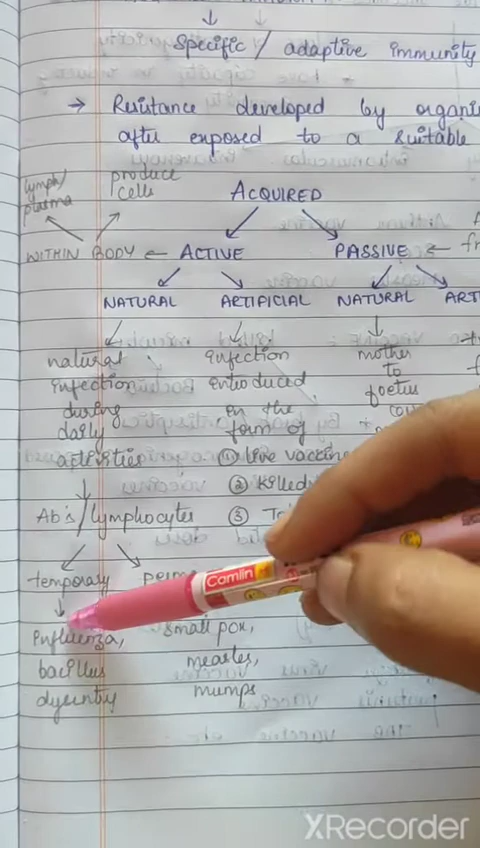 Specific / adaptive immunity
→ Resistance developed by
after exposed to a suitable
lymph/ produce
plasma cells
ACQUIRED
WITHIN BODY ← ACTIVE PASSIVE ←
NATURAL ARTIFICIAL NATURAL
natural infection mother
infection introduced to
during in the foetus
daily form of
activities ① live vaccine
② killed
Ab's/lymphocytes ③
temporary
Camlin
Influenza, Small pox,
bacillus measles,
dysentry mumps
XRecorder